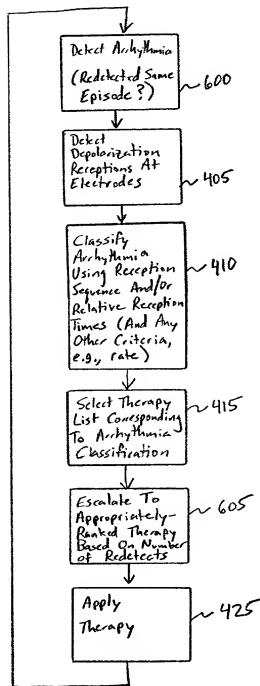 Detect Arrhythmia
(Redetected Same
Episode?)
600
Detect
Depolarization
Receptions At
Electrodes
405
Classify
Arrhythmia
Using Reception
Sequence And/Or
Relative Reception
Times (And Any
Other Criteria,
e.g., rate)
410
Select Therapy
List Corresponding
To Arrhythmia
Classification
415
Escalate To
Appropriately-
Ranked Therapy
Based On Number
of Redetects
605
Apply
Therapy
425